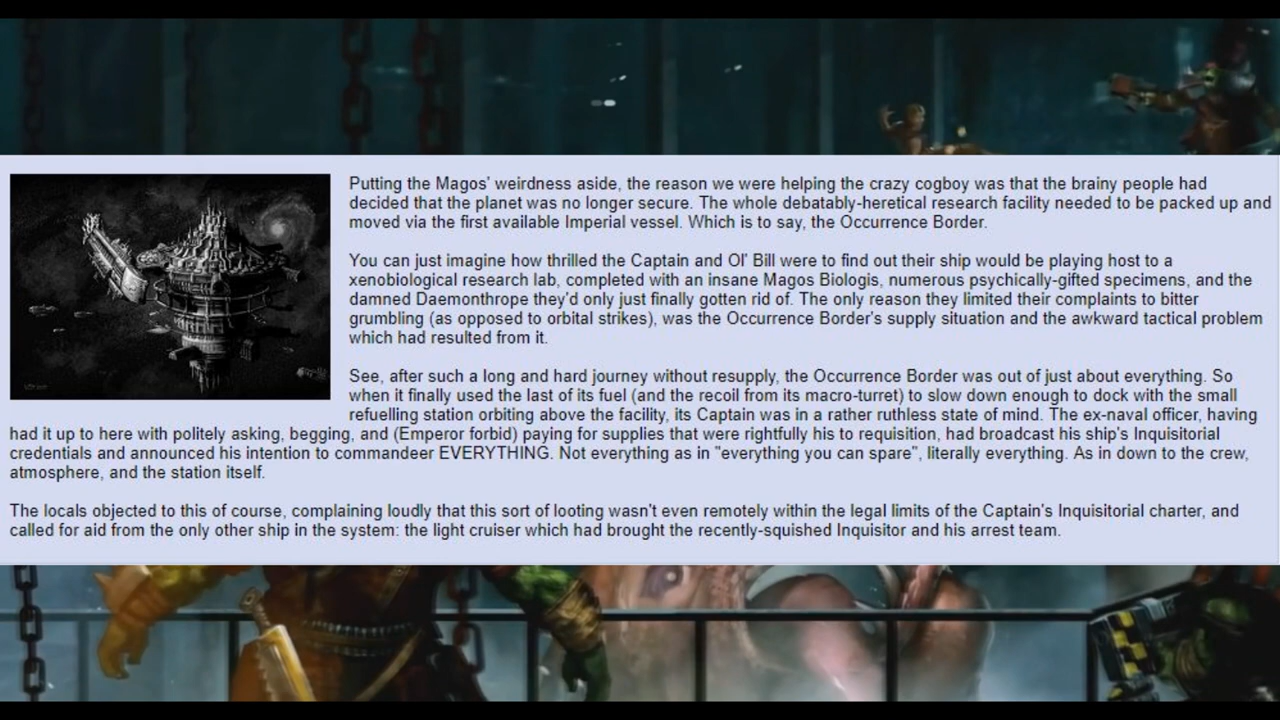 Putting the Magos' weirdness aside, the reason we were helping the crazy cogboy was that the brainy people had
decided that the planet was no longer secure. The whole debatably-heretical research facility needed to be packed up and
moved via the first available Imperial vessel. Which is to say, the Occurrence Border.
You can just imagine how thrilled the Captain and Ol' Bill were to find out their ship would be playing host to a
xenobiological research lab, completed with an insane Magos Biologis, numerous psychically-gifted specimens, and the
damned Daemonthrope they'd only just finally gotten rid of. The only reason they limited their complaints to bitter
grumbling (as opposed to orbital strikes), was the Occurrence Border's supply situation and the awkward tactical problem
which had resulted from it.
See, after such a long and hard journey without resupply, the Occurrence Border was out of just about everything. So
when it finally used the last of its fuel (and the recoil from its macro-turret) to slow down enough to dock with the small
refuelling station orbiting above the facility, its Captain was in a rather ruthless state of mind. The ex-naval officer, having
had it up to here with politely asking, begging, and (Emperor forbid) paying for supplies that were rightfully his to requisition, had broadcast his ship's Inquisitorial
credentials and announced his intention to commandeer EVERYTHING. Not everything as in "everything you can spare", literally everything. As in down to the crew,
atmosphere, and the station itself.
The locals objected to this of course, complaining loudly that this sort of looting wasn't even remotely within the legal limits of the Captain's Inquisitorial charter, and
called for aid from the only other ship in the system: the light cruiser which had brought the recently-squished Inquisitor and his arrest team.